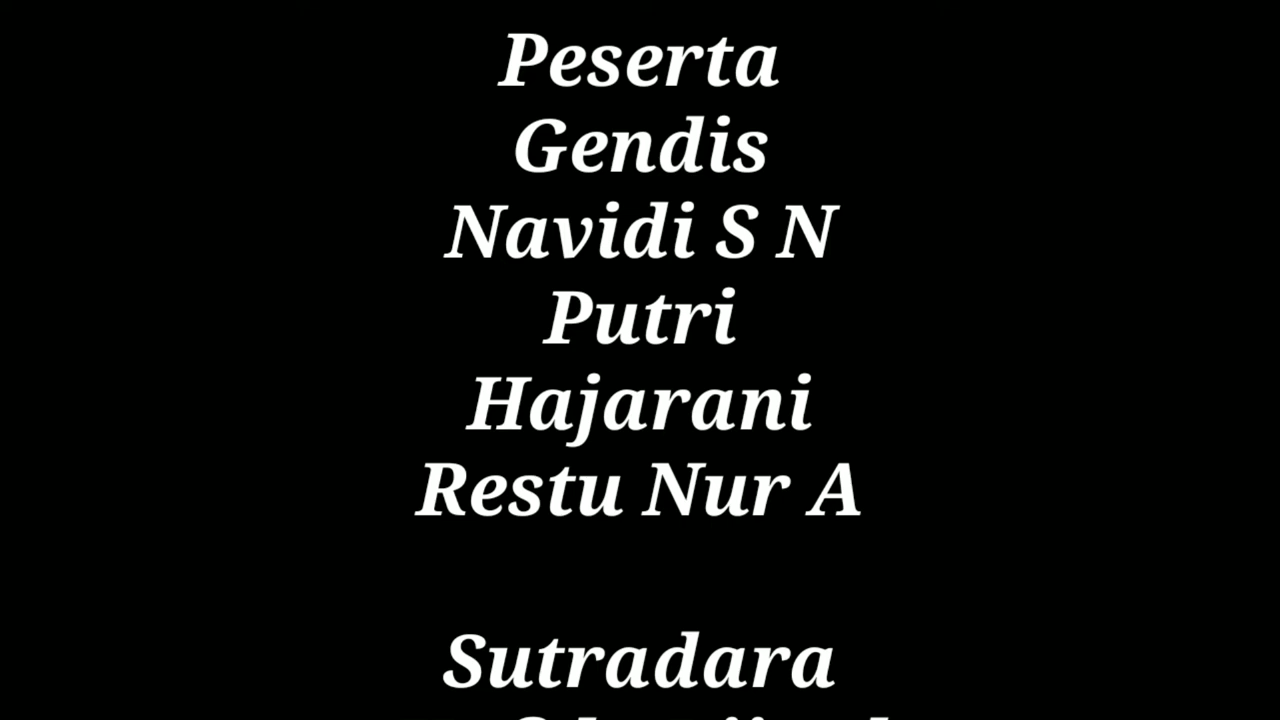 Peserta
Gendis
Navidi S N
Putri
Hajarani
Restu Nur A
Sutradara